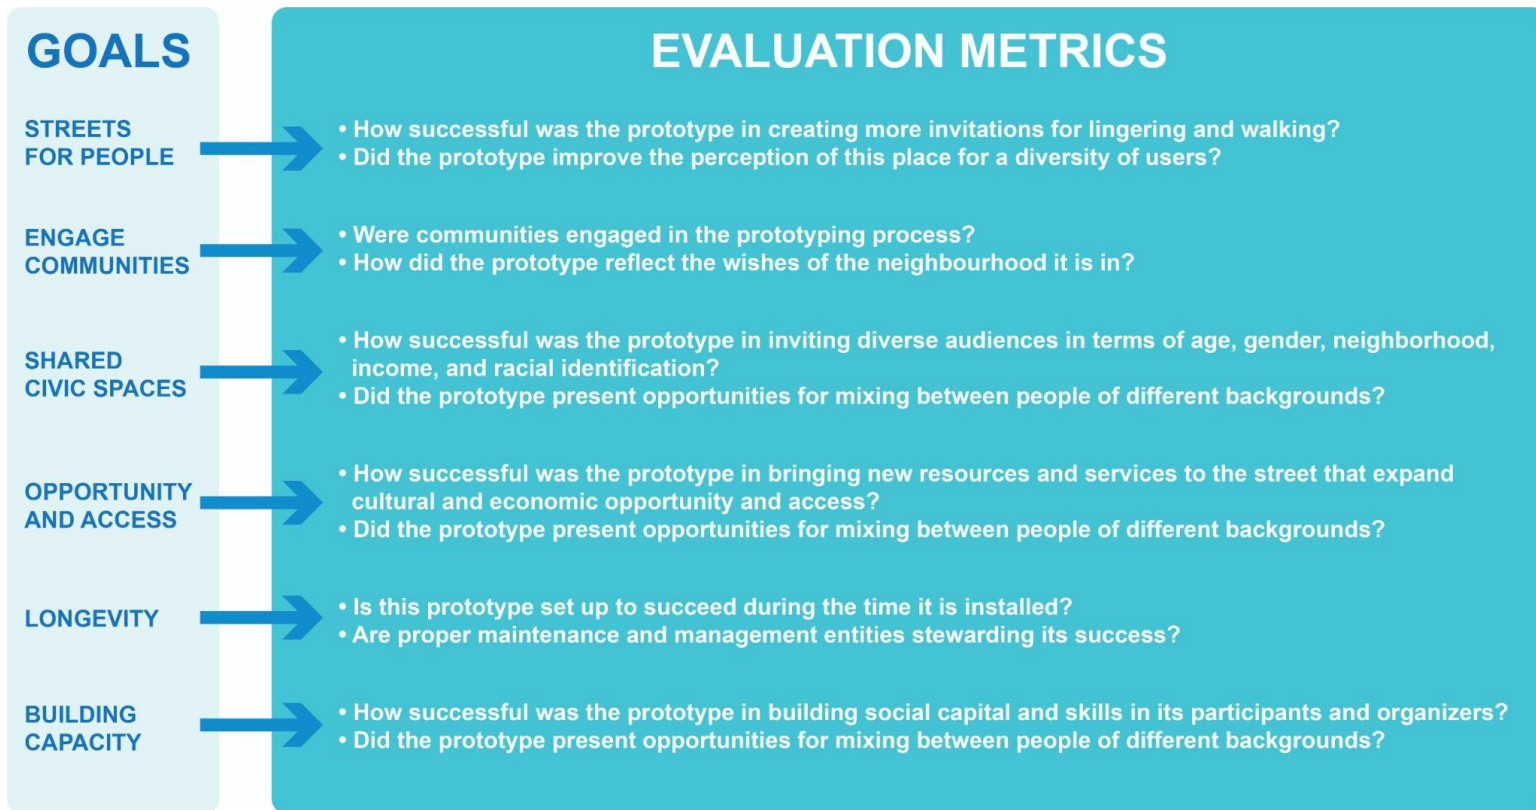 GOALS
EVALUATION METRICS
STREETS
FOR PEOPLE
• How successful was the prototype in creating more invitations for lingering and walking?
• Did the prototype improve the perception of this place for a diversity of users?
ENGAGE
COMMUNITIES
• Were communities engaged in the prototyping process?
• How did the prototype reflect the wishes of the neighbourhood it is in?
SHARED
CIVIC SPACES
• How successful was the prototype in inviting diverse audiences in terms of age, gender, neighborhood,
income, and racial identification?
• Did the prototype present opportunities for mixing between people of different backgrounds?
OPPORTUNITY
AND ACCESS
• How successful was the prototype in bringing new resources and services to the street that expand
cultural and economic opportunity and access?
• Did the prototype present opportunities for mixing between people of different backgrounds?
LONGEVITY
• Is this prototype set up to succeed during the time it is installed?
• Are proper maintenance and management entities stewarding its success?
BUILDING
CAPACITY
• How successful was the prototype in building social capital and skills in its participants and organizers?
• Did the prototype present opportunities for mixing between people of different backgrounds?